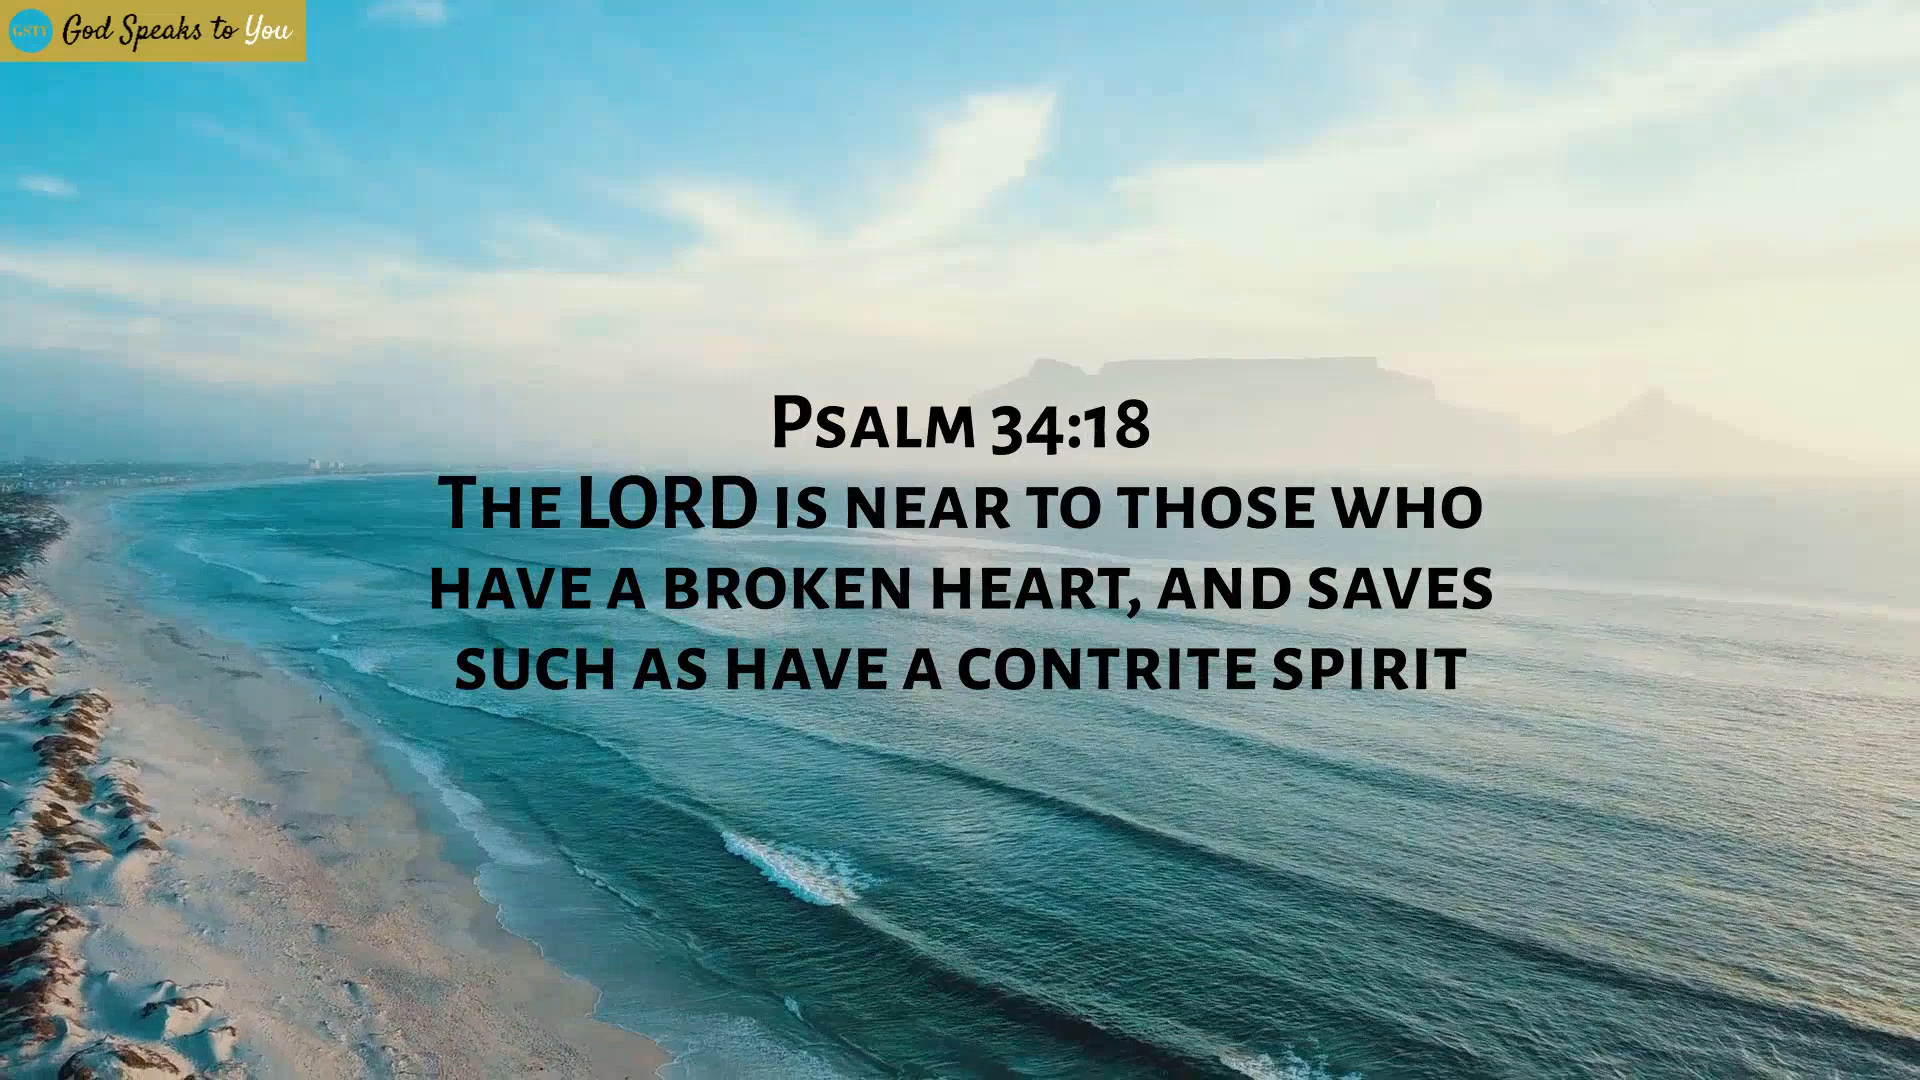 GSTY God Speaks to You
Psalm 34:18
The LORD is near to those who
have a broken heart, and saves
such as have a contrite spirit